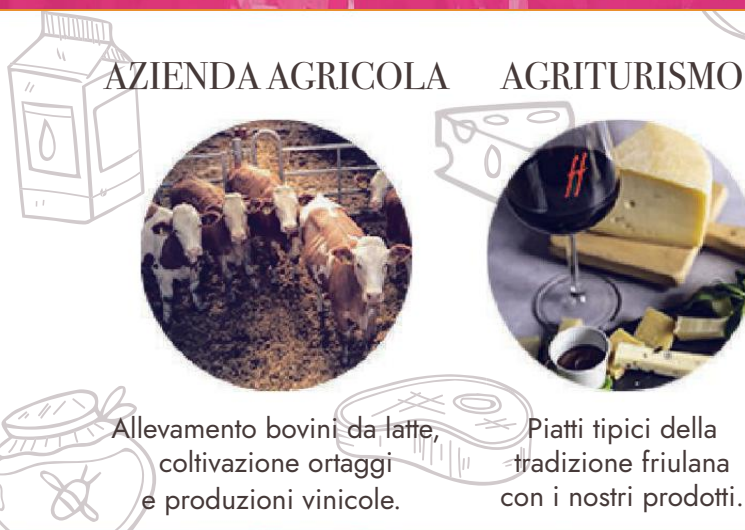 AZIENDA AGRICOLA
Allevamento bovini da latte,
coltivazione ortaggi
e produzioni vinicole.
AGRITURISMO
Piatti tipici della
tradizione friulana
con i nostri prodotti.